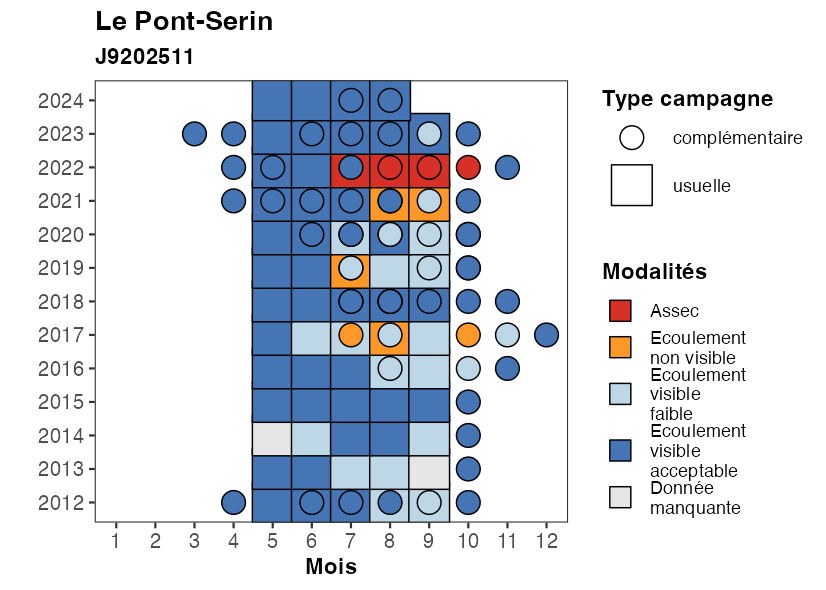 Le Pont-Serin
J9202511
2024
2023
2022
2021
2020
2019
2018
2017
2016
2015
2014
2013
2012
1 2 3 4 5 6 7 8 9 10 11 12
Mois
Type campagne
complémentaire
usuelle
Modalités
Assec
Ecoulement
non visible
Ecoulement
visible
faible
Ecoulement
visible
acceptable
Donnée
manquante